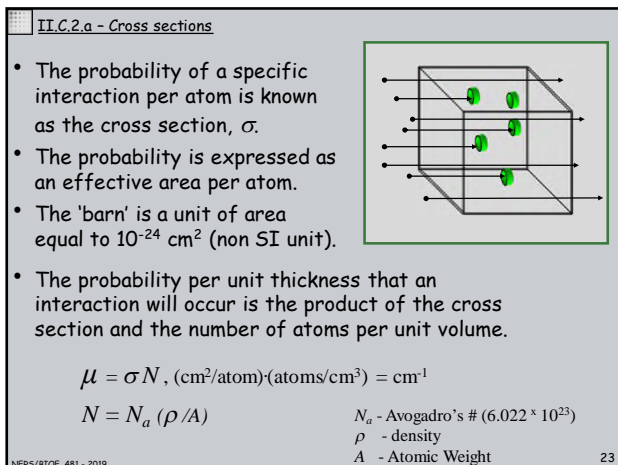 II.C.2.a – Cross sections
• The probability of a specific
interaction per atom is known
as the cross section, σ.
• The probability is expressed as
an effective area per atom.
• The ‘barn’ is a unit of area
equal to 10⁻²⁴ cm² (non SI unit).
• The probability per unit thickness that an
interaction will occur is the product of the cross
section and the number of atoms per unit volume.
μ = σN , (cm²/atom)·(atoms/cm³) = cm⁻¹
N = Nₐ (ρ /A)
Nₐ - Avogadro’s # (6.022 ˣ 10²³)
ρ - density
A - Atomic Weight
NERS/BIOE 481 - 2019
23